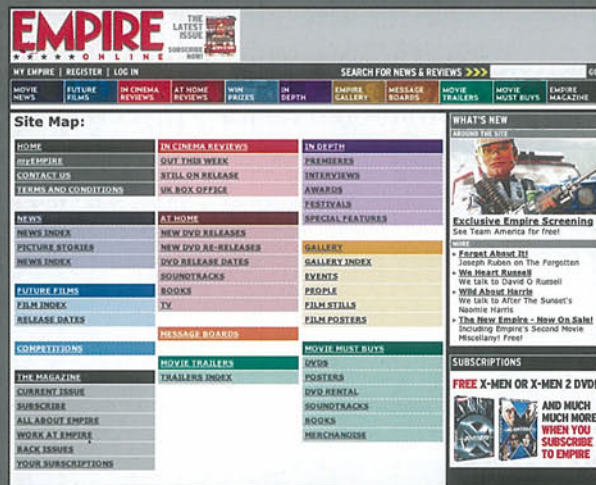 EMPIRE
ONLINE
THE
LATEST
ISSUE
SUBSCRIBE
NOW!
MY EMPIRE | REGISTER | LOG IN
SEARCH FOR NEWS & REVIEWS >>>
GO
MOVIE NEWS
FUTURE FILMS
IN CINEMA REVIEWS
AT HOME REVIEWS
WIN PRIZES
IN DEPTH
EMPIRE GALLERY
MESSAGE BOARDS
MOVIE TRAILERS
MOVIE MUST BUYS
EMPIRE MAGAZINE
Site Map:
HOME
myEMPIRE
CONTACT US
TERMS AND CONDITIONS
NEWS
NEWS INDEX
PICTURE STORIES
NEWS INDEX
FUTURE FILMS
FILM INDEX
RELEASE DATES
COMPETITIONS
THE MAGAZINE
CURRENT ISSUE
SUBSCRIBE
ALL ABOUT EMPIRE
WORK AT EMPIRE
BACK ISSUES
YOUR SUBSCRIPTIONS
IN CINEMA REVIEWS
OUT THIS WEEK
STILL ON RELEASE
UK BOX OFFICE
AT HOME
NEW DVD RELEASES
NEW DVD RE-RELEASES
DVD RELEASE DATES
SOUNDTRACKS
BOOKS
TV
MESSAGE BOARDS
MOVIE TRAILERS
TRAILERS INDEX
IN DEPTH
PREMIERES
INTERVIEWS
AWARDS
FESTIVALS
SPECIAL FEATURES
GALLERY
GALLERY INDEX
EVENTS
PEOPLE
FILM STILLS
FILM POSTERS
MOVIE MUST BUYS
DVDS
POSTERS
DVD RENTAL
SOUNDTRACKS
BOOKS
MERCHANDISE
WHAT'S NEW
AROUND THE SITE
Exclusive Empire Screening
See Team America for free!
MORE
Forget About It!
Joseph Ruben on The Forgotten
We Heart Russell
We talk to David O Russell
Wild About Harris
We talk to After The Sunset's
Naomie Harris
The New Empire - Now On Sale!
Including Empire's Second Movie
Miscellany! Free!
SUBSCRIPTIONS
FREE X-MEN OR X-MEN 2 DVD!
AND MUCH
MUCH MORE
WHEN YOU
SUBSCRIBE
TO EMPIRE